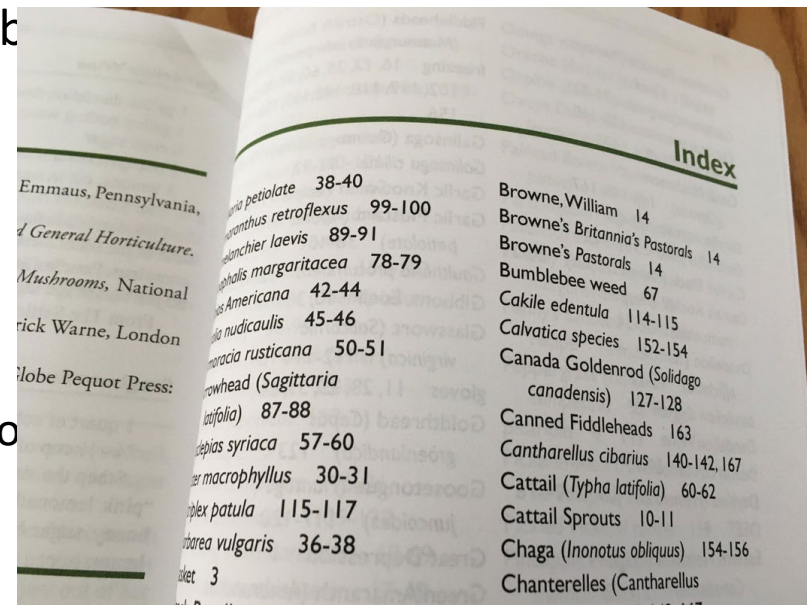 Emmaus, Pennsylvania,
General Horticulture.
Mushrooms, National
Warne, London
Globe Pequot Press:
Index
petiolate 38-40
retroflexus 99-100
laevis 89-91
margaritacea 78-79
Americana 42-44
nudicaulis 45-46
rusticana 50-51
(Sagittaria
87-88
syriaca 57-60
macrophyllus 30-31
patula 115-117
vulgaris 36-38
3
Browne, William 14
Browne's Britannia's Pastorals 14
Browne's Pastorals 14
Bumblebee weed 67
Cakile edentula 114-115
Calvatica species 152-154
Canada Goldenrod (Solidago
canadensis) 127-128
Canned Fiddleheads 163
Cantharellus cibarius 140-142, 167
Cattail (Typha latifolia) 60-62
Cattail Sprouts 10-11
Chaga (Inonotus obliquus) 154-156
Chanterelles (Cantharellus